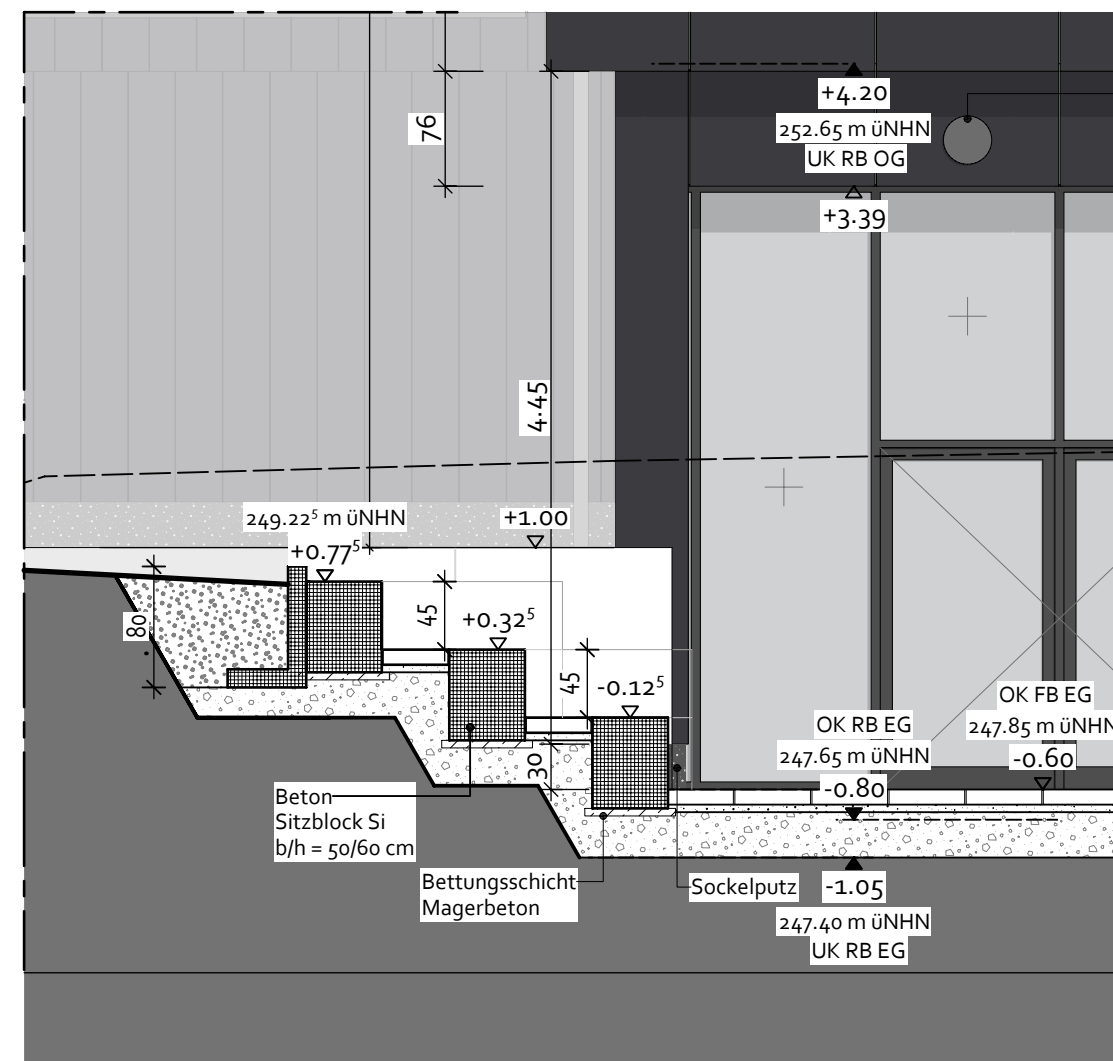 +4.20
252.65 m üNHN
UK RB OG
76
+3.39
4.45
249.22⁵ m üNHN
+1.00
+0.77⁵
80
45
+0.32⁵
45
-0.12⁵
OK FB EG
247.85 m üNHN
-0.60
OK RB EG
247.65 m üNHN
-0.80
30
Beton
Sitzblock Si
b/h = 50/60 cm
Bettungsschicht
Magerbeton
Sockelputz
-1.05
247.40 m üNHN
UK RB EG